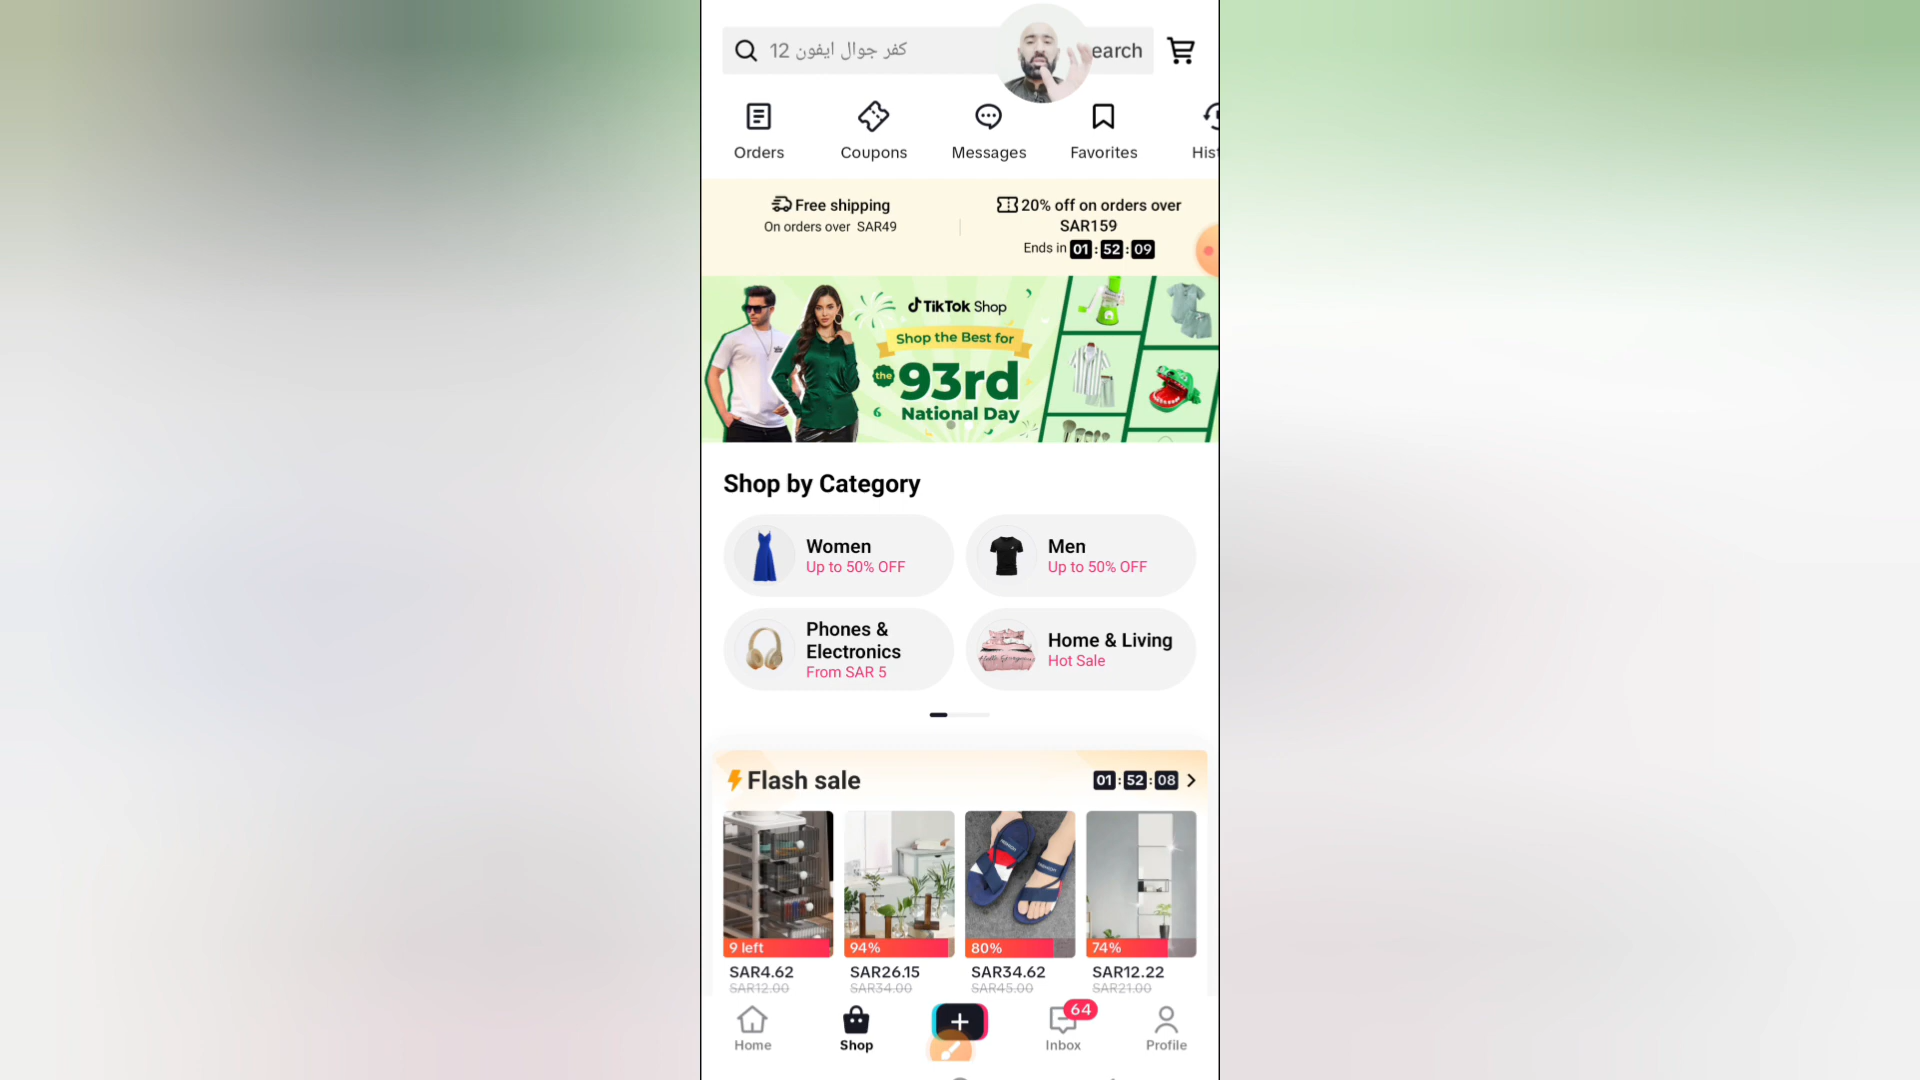 كفر جوال ايفون 12
earch
Orders
Coupons
Messages
Favorites
Hist
Free shipping
On orders over SAR49
20% off on orders over
SAR159
Ends in 01:52:09
TikTok Shop
Shop the Best for
the 93rd
National Day
Shop by Category
Women
Up to 50% OFF
Men
Up to 50% OFF
Phones &
Electronics
From SAR 5
Home & Living
Hot Sale
Flash sale
01:52:08
9 left
94%
80%
74%
SAR4.62
SAR26.15
SAR34.62
SAR12.22
SAR12.00
SAR34.00
SAR45.00
SAR21.00
64
Home
Shop
Inbox
Profile